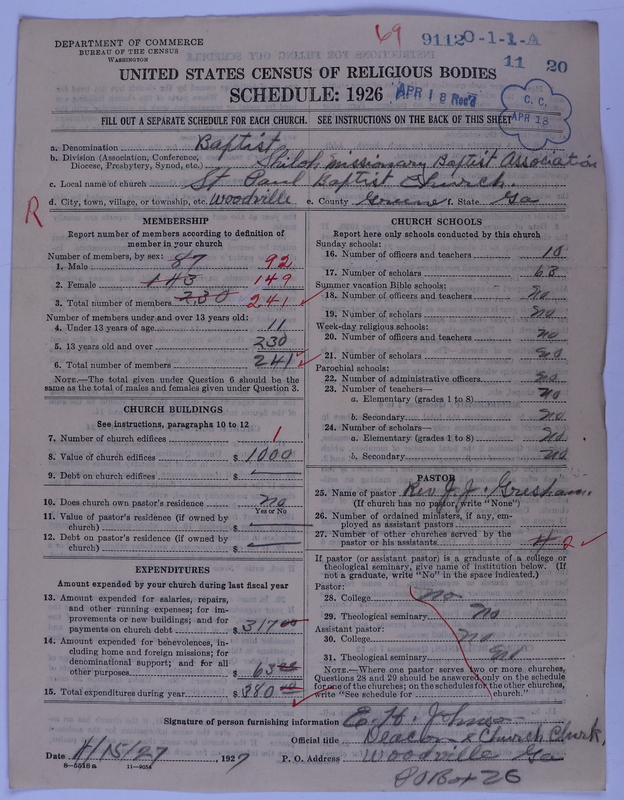 69
91120-1-1-A
11 20
DEPARTMENT OF COMMERCE
BUREAU OF THE CENSUS
WASHINGTON
UNITED STATES CENSUS OF RELIGIOUS BODIES
SCHEDULE: 1926
APR 18 Rec'd
C. C.
APR 18
FILL OUT A SEPARATE SCHEDULE FOR EACH CHURCH. SEE INSTRUCTIONS ON THE BACK OF THIS SHEET
a. Denomination Baptist
b. Division (Association, Conference, Diocese, Presbytery, Synod, etc.) Shiloh Missionary Baptist Association
c. Local name of church St Paul Baptist Church.
d. City, town, village, or township, etc. Woodville e. County Greene f. State Ga
R
MEMBERSHIP
Report number of members according to definition of
member in your church
Number of members, by sex:
1. Male 87 92
2. Female 143 149
3. Total number of members 230 241
Number of members under and over 13 years old:
4. Under 13 years of age 11
5. 13 years old and over 230
6. Total number of members 241
NOTE.—The total given under Question 6 should be
the same as total of males and females given under Question 3.
CHURCH BUILDINGS
See instructions, paragraphs 10 to 12
7. Number of church edifices 1
8. Value of church edifices $ 1000
9. Debt on church edifices $
10. Does church own pastor's residence no
Yes or No
11. Value of pastor's residence (if owned by
church) $
12. Debt on pastor's residence (if owned by
church) $
EXPENDITURES
Amount expended by your church during last fiscal year
13. Amount expended for salaries, repairs,
and other running expenses; for im-
provements or new buildings; and for
payments on church debt $ 317 00
14. Amount expended for benevolences, in-
cluding home and foreign missions; for
denominational support; and for all
other purposes $ 63 00
15. Total expenditures during year $ 380 00
CHURCH SCHOOLS
Report here only schools conducted by this church
Sunday schools:
16. Number of officers and teachers 10
17. Number of scholars 68
Summer vacation Bible schools:
18. Number of officers and teachers no
19. Number of scholars no
Week-day religious schools:
20. Number of officers and teachers no
21. Number of scholars no
Parochial schools:
22. Number of administrative officers no
23. Number of teachers—
a. Elementary (grades 1 to 8) no
b. Secondary no
24. Number of scholars—
a. Elementary (grades 1 to 8) no
b. Secondary no
PASTOR
25. Name of pastor Rev J. J. Gresham.
(If church has no pastor, write "None")
26. Number of ordained ministers, if any, em-
ployed as assistant pastors
27. Number of other churches served by the
pastor or his assistants 2
If pastor (or assistant pastor) is a graduate of a college or
theological seminary, give name of institution below. (If
not a graduate, write "No" in the space indicated.)
Pastor:
28. College no
29. Theological seminary no
Assistant pastor:
30. College no
31. Theological seminary no
NOTE.—Where one pastor serves two or more churches,
Questions 28 and 29 should be answered only on the schedule
for one of the churches; on the schedules for the other churches,
write "See schedule for church."
Signature of person furnishing information E. H.
Official title Deacon & Church Clerk,
Date 4/15/27, 1927 P. O. Address Woodville Ga
8—5518a 11—9054
PO Box 26